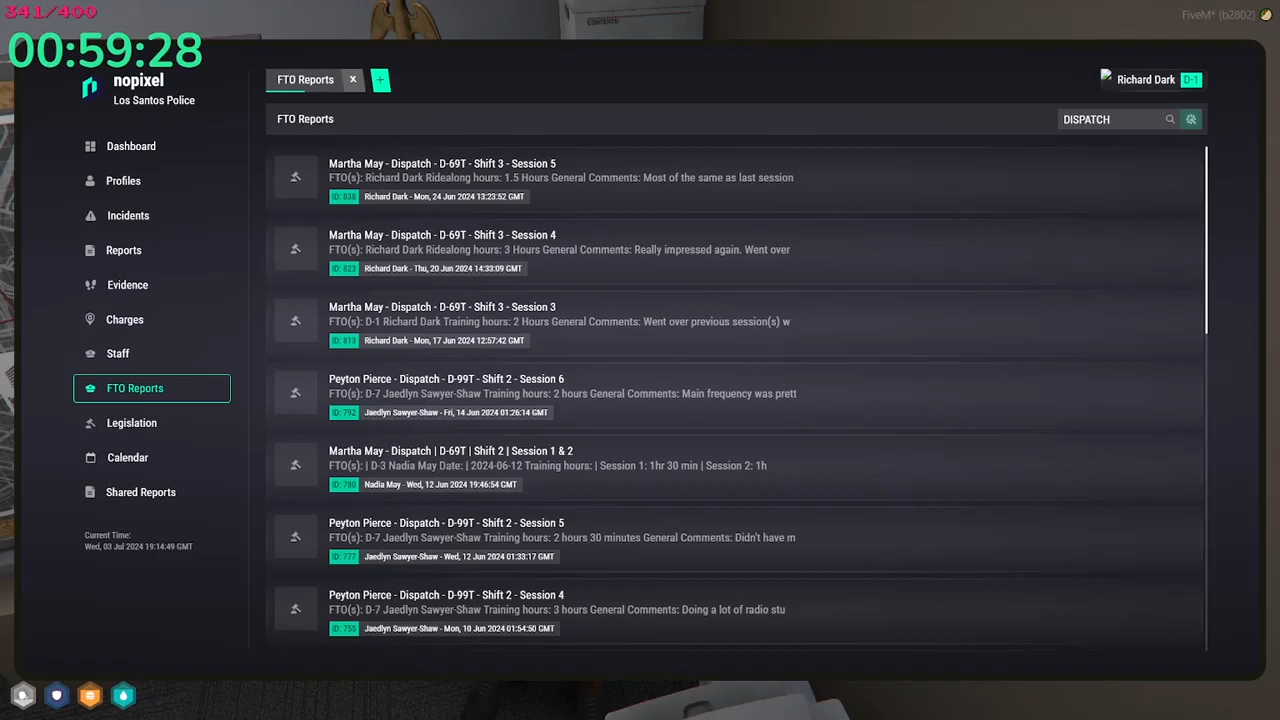 341/400
00:59:28
CONTENTS
FiveM* (b2802)
nopixel
Los Santos Police
FTO Reports x +
Richard Dark D-1
FTO Reports
DISPATCH
Dashboard
Profiles
Incidents
Reports
Evidence
Charges
Staff
FTO Reports
Legislation
Calendar
Shared Reports
Current Time:
Wed, 03 Jul 2024 19:14:49 GMT
Martha May - Dispatch - D-69T - Shift 3 - Session 5
FTO(s): Richard Dark Ridealong hours: 1.5 Hours General Comments: Most of the same as last session
ID: 838 Richard Dark - Mon, 24 Jun 2024 13:23:52 GMT
Martha May - Dispatch - D-69T - Shift 3 - Session 4
FTO(s): Richard Dark Ridealong hours: 3 Hours General Comments: Really impressed again. Went over
ID: 823 Richard Dark - Thu, 20 Jun 2024 14:33:09 GMT
Martha May - Dispatch - D-69T - Shift 3 - Session 3
FTO(s): D-1 Richard Dark Training hours: 2 Hours General Comments: Went over previous session(s) w
ID: 813 Richard Dark - Mon, 17 Jun 2024 12:57:42 GMT
Peyton Pierce - Dispatch - D-99T - Shift 2 - Session 6
FTO(s): D-7 Jaedlyn Sawyer-Shaw Training hours: 2 hours General Comments: Main frequency was prett
ID: 792 Jaedlyn Sawyer-Shaw - Fri, 14 Jun 2024 01:26:14 GMT
Martha May - Dispatch | D-69T | Shift 2 | Session 1 & 2
FTO(s): | D-3 Nadia May Date: | 2024-06-12 Training hours: | Session 1: 1hr 30 min | Session 2: 1h
ID: 780 Nadia May - Wed, 12 Jun 2024 19:46:54 GMT
Peyton Pierce - Dispatch - D-99T - Shift 2 - Session 5
FTO(s): D-7 Jaedlyn Sawyer-Shaw Training hours: 2 hours 30 minutes General Comments: Didn't have m
ID: 777 Jaedlyn Sawyer-Shaw - Wed, 12 Jun 2024 01:33:17 GMT
Peyton Pierce - Dispatch - D-99T - Shift 2 - Session 4
FTO(s): D-7 Jaedlyn Sawyer-Shaw Training hours: 3 hours General Comments: Doing a lot of radio stu
ID: 755 Jaedlyn Sawyer-Shaw - Mon, 10 Jun 2024 01:54:50 GMT